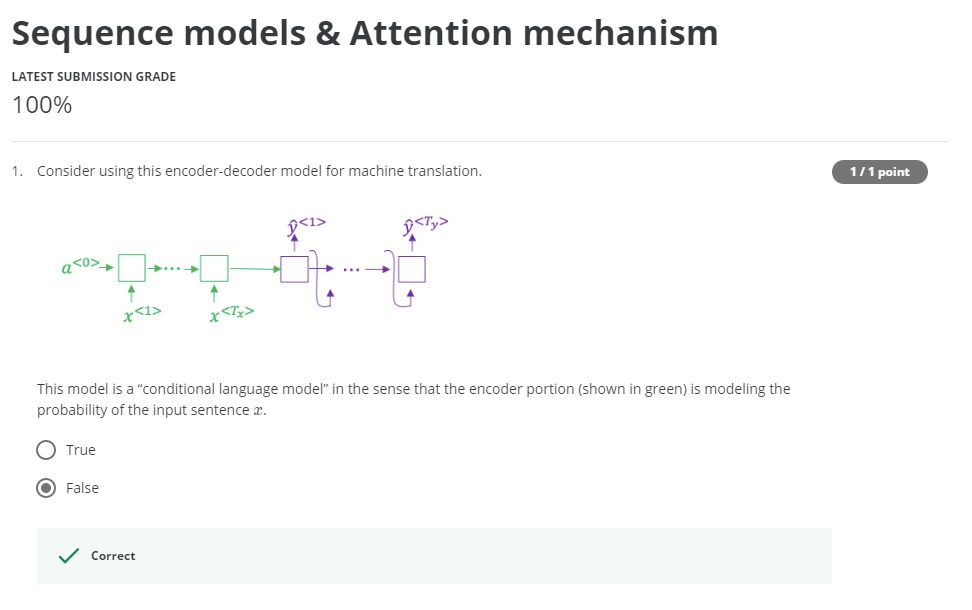 Sequence models & Attention mechanism
LATEST SUBMISSION GRADE
100%
1. Consider using this encoder-decoder model for machine translation.
1 / 1 point
ŷ<1> ŷ<Ty>
a<0> ... ...
x<1> x<Tx>
This model is a “conditional language model” in the sense that the encoder portion (shown in green) is modeling the
probability of the input sentence x.
True
False
Correct